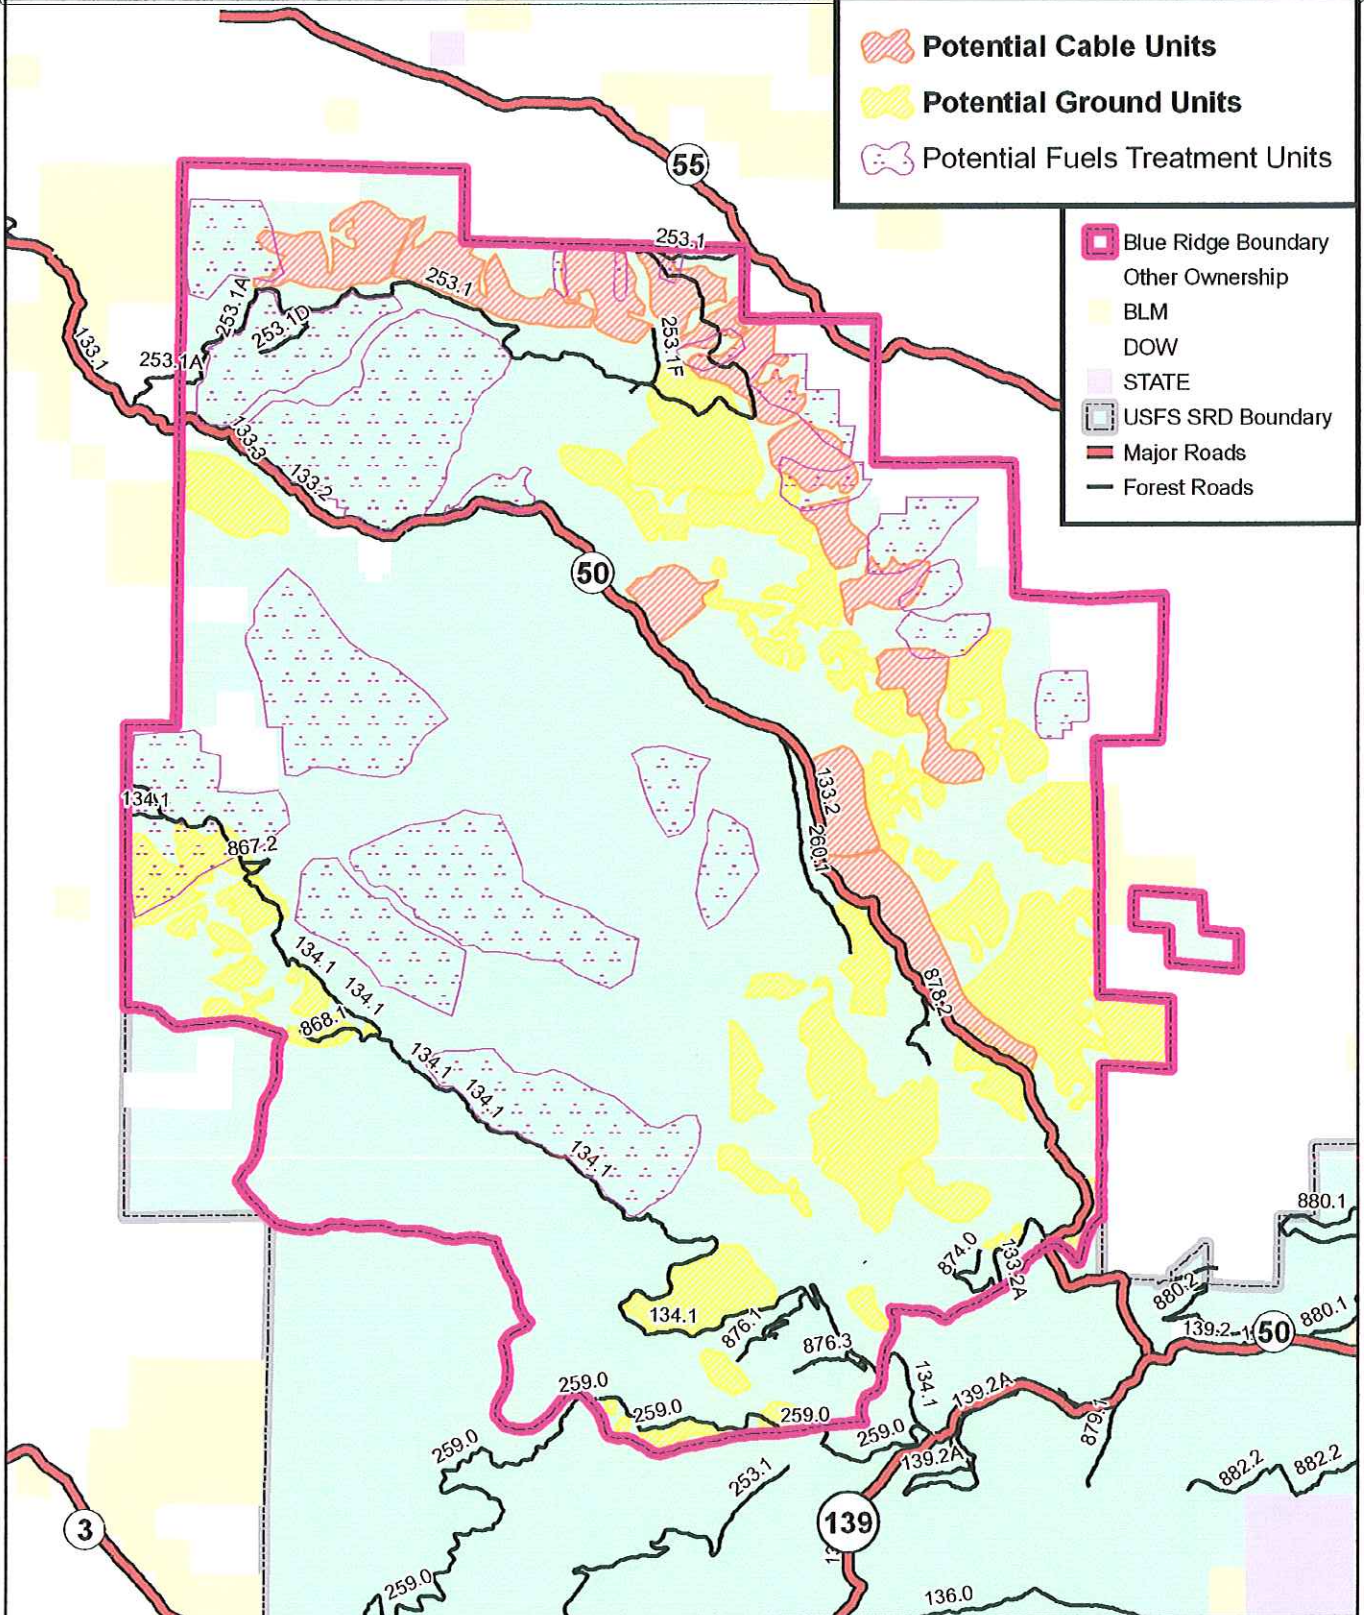 Potential Cable Units
Potential Ground Units
Potential Fuels Treatment Units
Blue Ridge Boundary
Other Ownership
BLM
DOW
STATE
USFS SRD Boundary
Major Roads
Forest Roads
55
253.1
253.1
253.1A
253.1D
253.1A
253.1F
133.1
133.3
133.2
50
134.1
867.2
133.2
260.1
134.1
134.1
868.1
878.2
134.1
134.1
134.1
880.1
874.0
733.2A
880.2
134.1
876.1
876.3
139.2
50
880.1
259.0
259.0
259.0
134.1
139.2A
879.1
259.0
259.0
139.2A
253.1
882.2
882.2
3
139
259.0
136.0